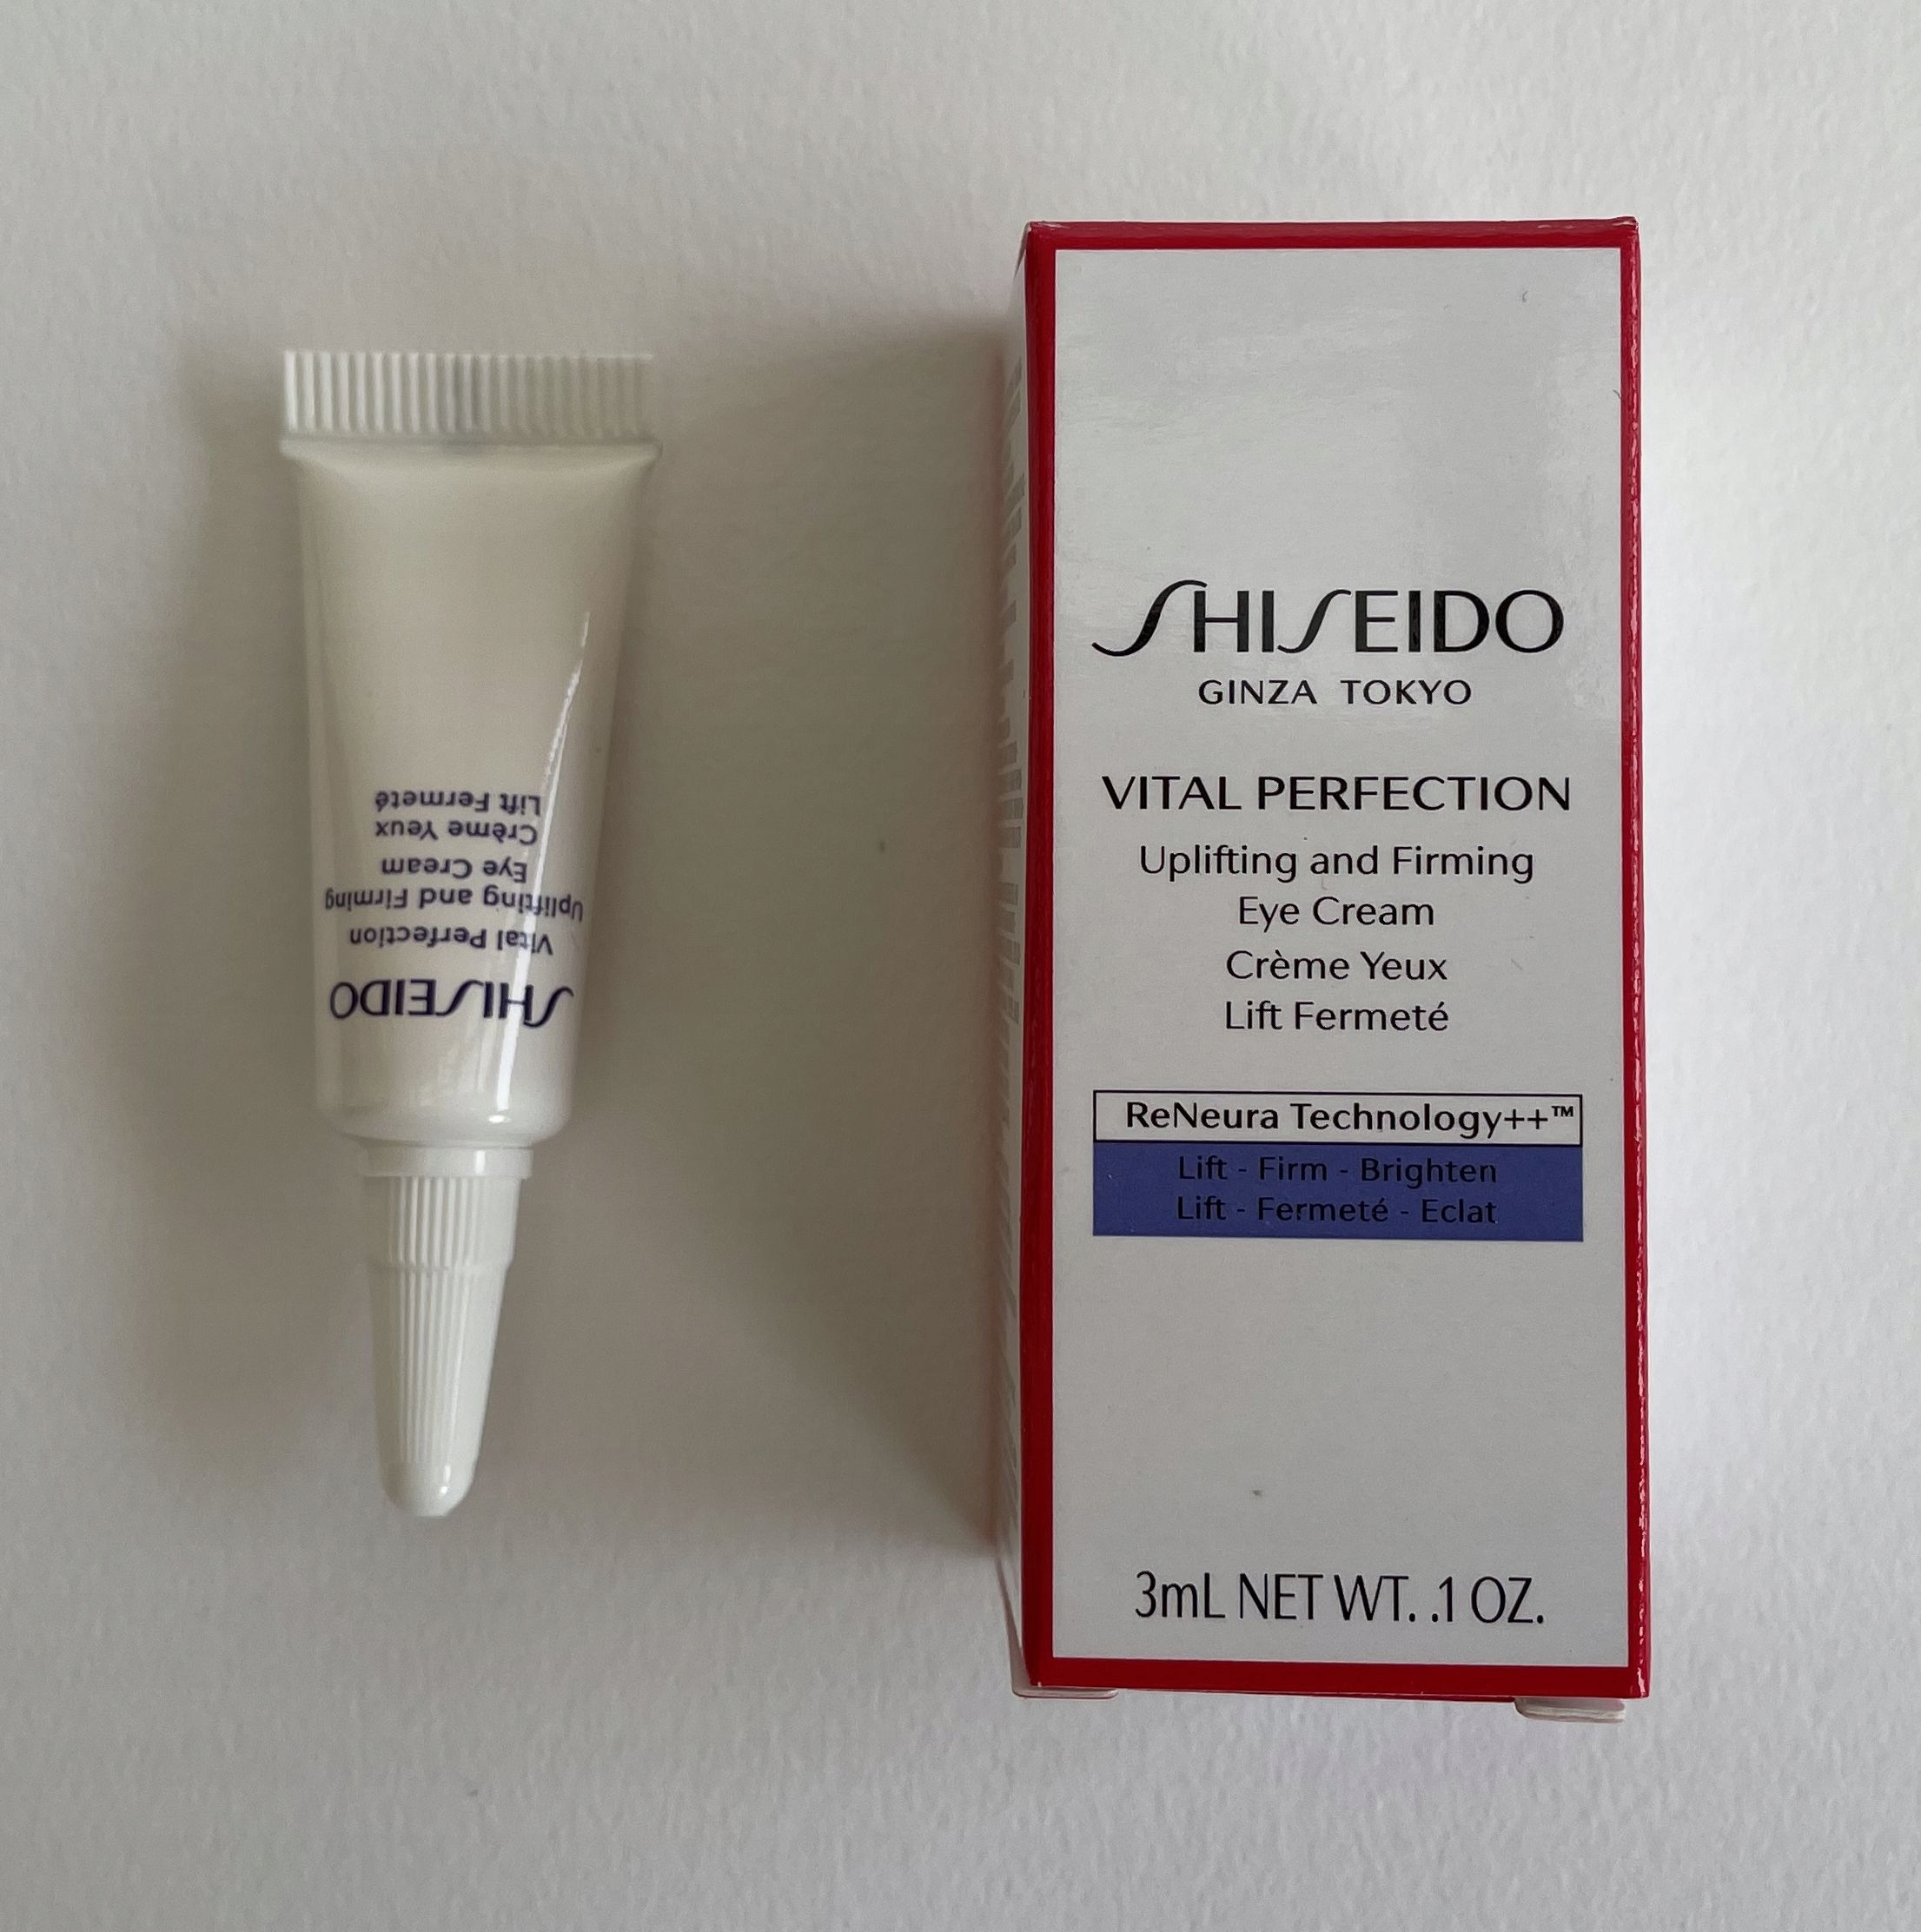 SHISEIDO
Vital Perfection
Uplifting and Firming
Eye Cream
Crème Yeux
Lift Fermeté
SHISEIDO
GINZA TOKYO
VITAL PERFECTION
Uplifting and Firming
Eye Cream
Crème Yeux
Lift Fermeté
ReNeura Technology++™
Lift - Firm - Brighten
Lift - Fermeté - Eclat
3mL NET WT. .1 OZ.